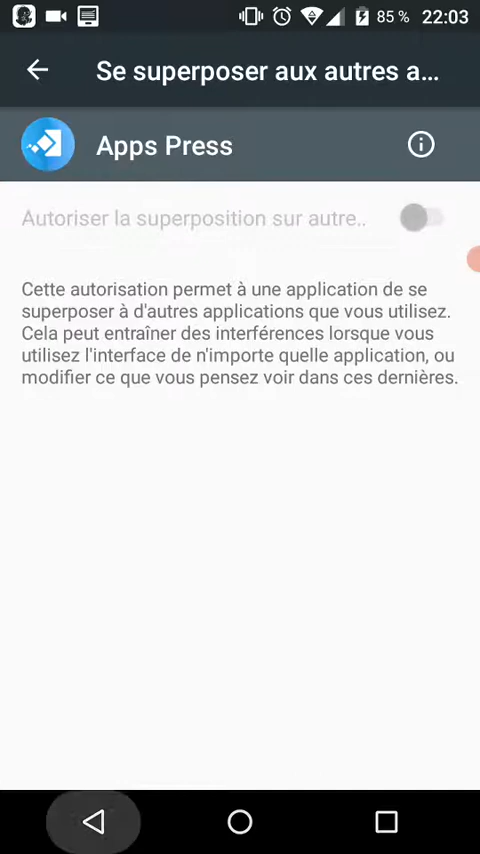 85 % 22:03
Se superposer aux autres a...
Apps Press
Autoriser la superposition sur autre..
Cette autorisation permet à une application de se
superposer à d'autres applications que vous utilisez.
Cela peut entraîner des interférences lorsque vous
utilisez l'interface de n'importe quelle application, ou
modifier ce que vous pensez voir dans ces dernières.